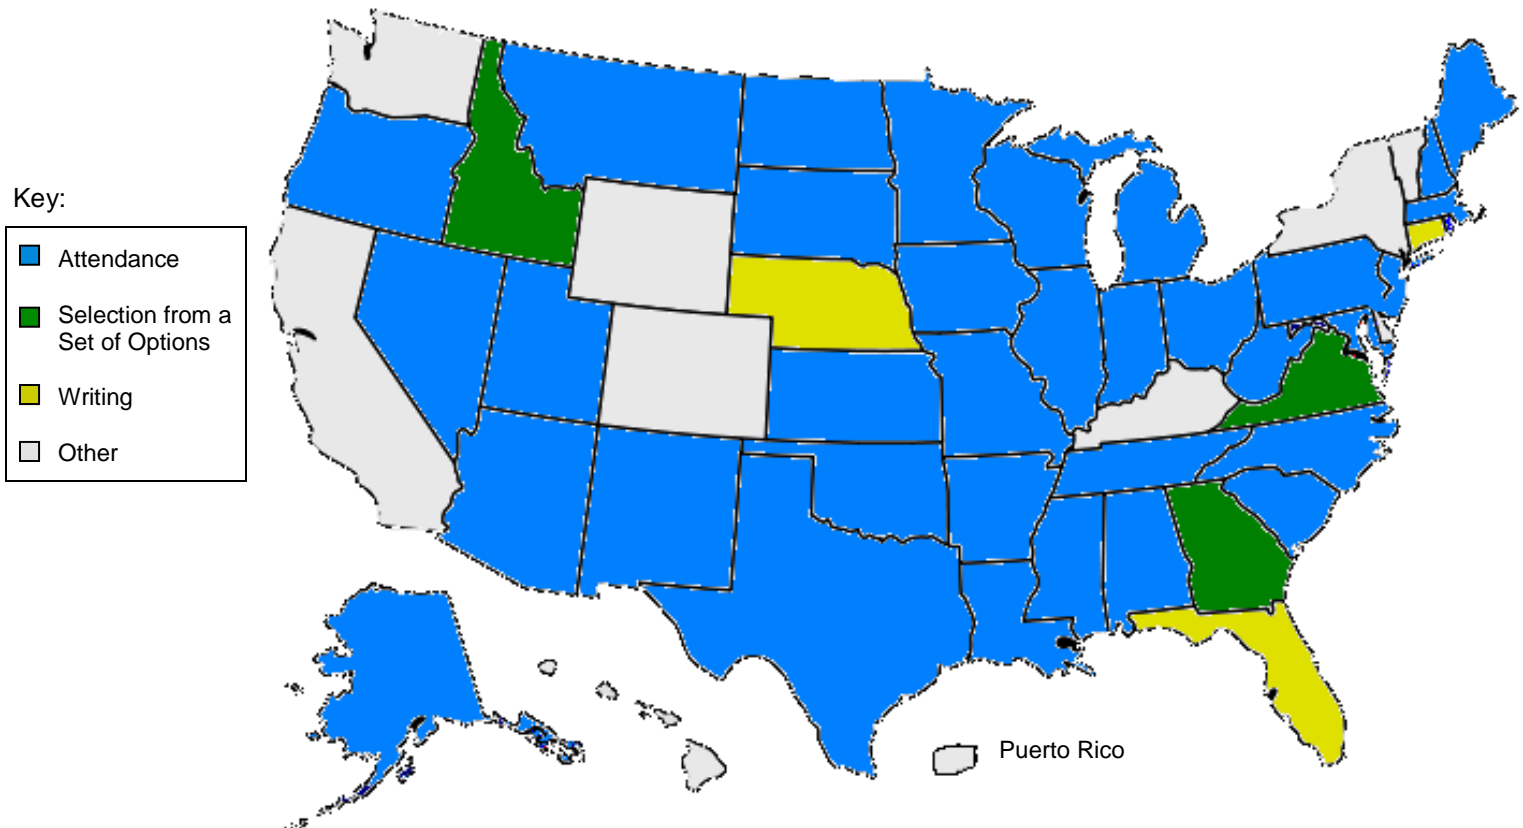 Key:
Attendance
Selection from a
Set of Options
Writing
Other
Puerto Rico